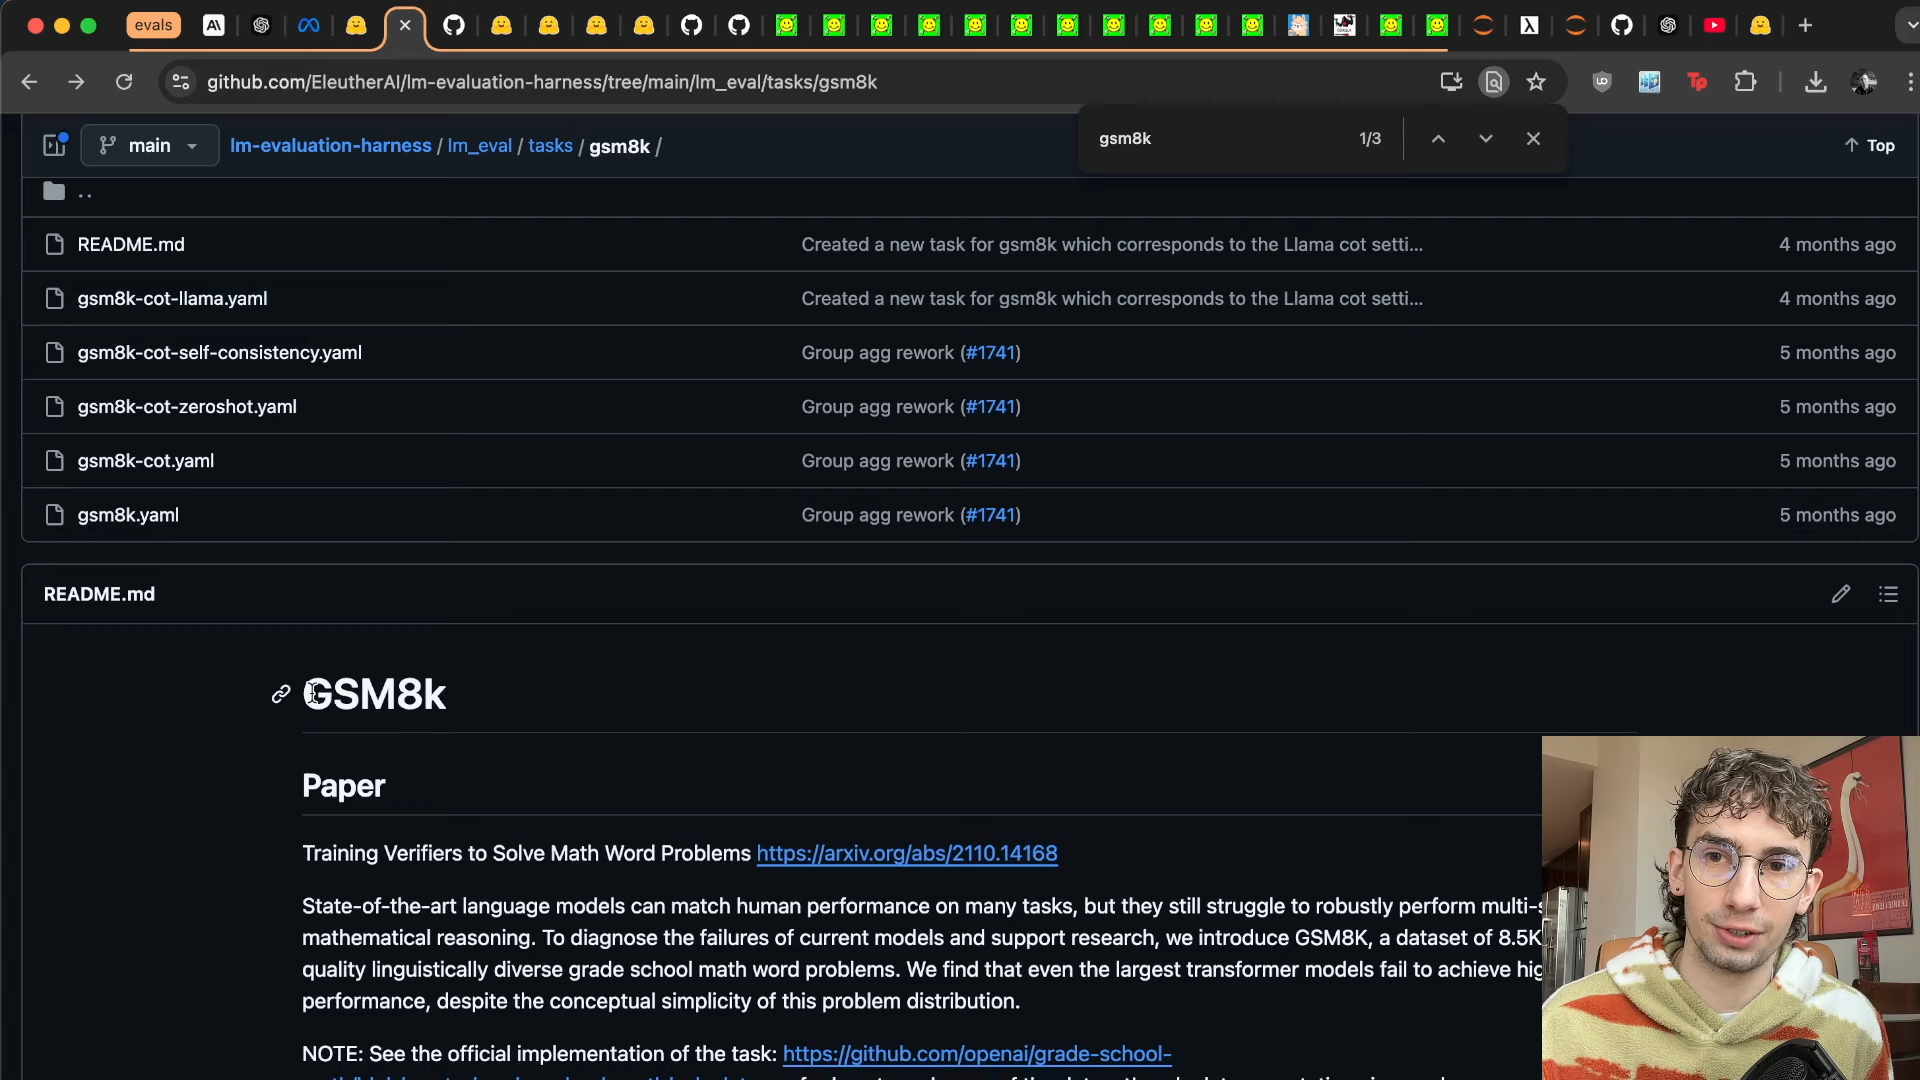 evals
github.com/EleutherAI/lm-evaluation-harness/tree/main/lm_eval/tasks/gsm8k
gsm8k 1/3
main lm-evaluation-harness / lm_eval / tasks / gsm8k / Top
..
README.md Created a new task for gsm8k which corresponds to the Llama cot setti... 4 months ago
gsm8k-cot-llama.yaml Created a new task for gsm8k which corresponds to the Llama cot setti... 4 months ago
gsm8k-cot-self-consistency.yaml Group agg rework (#1741) 5 months ago
gsm8k-cot-zeroshot.yaml Group agg rework (#1741) 5 months ago
gsm8k-cot.yaml Group agg rework (#1741) 5 months ago
gsm8k.yaml Group agg rework (#1741) 5 months ago
README.md
GSM8k
Paper
Training Verifiers to Solve Math Word Problems https://arxiv.org/abs/2110.14168
State-of-the-art language models can match human performance on many tasks, but they still struggle to robustly perform multi-
mathematical reasoning. To diagnose the failures of current models and support research, we introduce GSM8K, a dataset of 8.5K
quality linguistically diverse grade school math word problems. We find that even the largest transformer models fail to achieve
performance, despite the conceptual simplicity of this problem distribution.
NOTE: See the official implementation of the task: https://github.com/openai/grade-school-